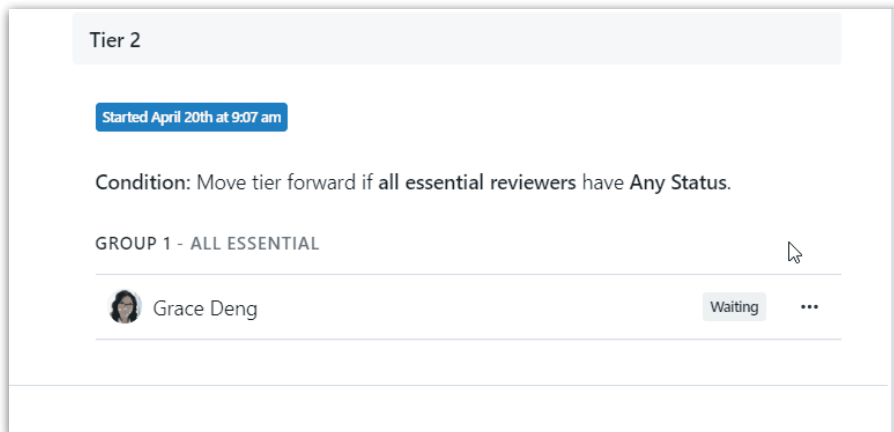 Tier 2
Started April 20th at 9:07 am
Condition: Move tier forward if all essential reviewers have Any Status.
GROUP 1 - ALL ESSENTIAL
Grace Deng Waiting